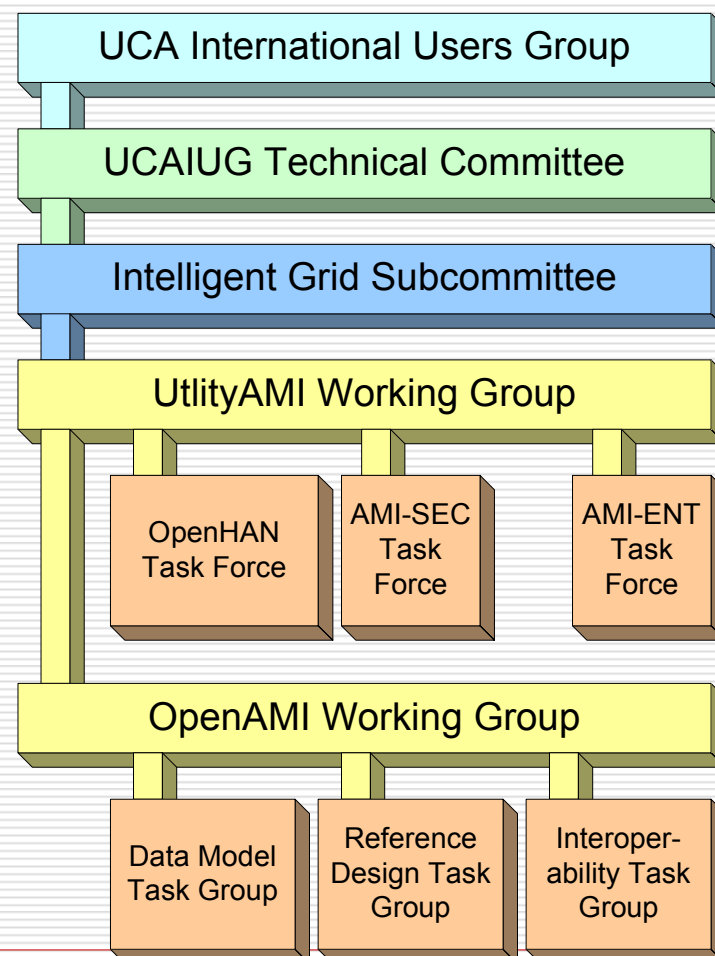 UCA International Users Group
UCAIUG Technical Committee
Intelligent Grid Subcommittee
UtlityAMI Working Group
OpenHAN
Task Force
AMI-SEC
Task
Force
AMI-ENT
Task
Force
OpenAMI Working Group
Data Model
Task Group
Reference
Design Task
Group
Interoper-
ability Task
Group